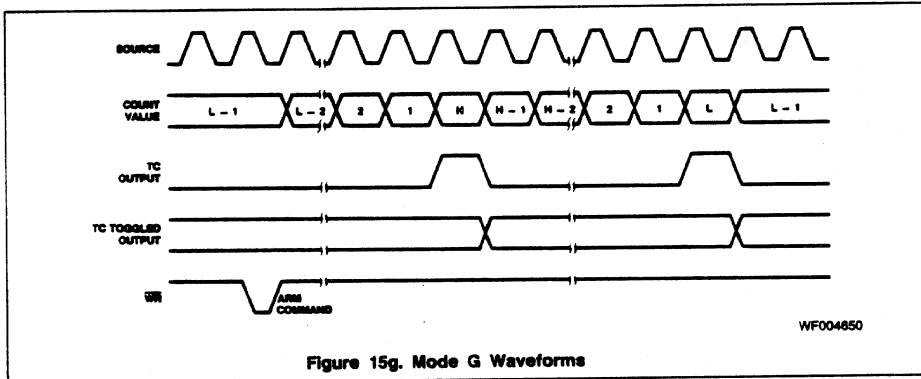 SOURCE
COUNT
VALUE
L – 1 L – 2 2 1 H H – 1 H – 2 2 1 L L – 1
TC
OUTPUT
TC TOGGLED
OUTPUT
WR
ARM
COMMAND
WF004650
Figure 15g. Mode G Waveforms